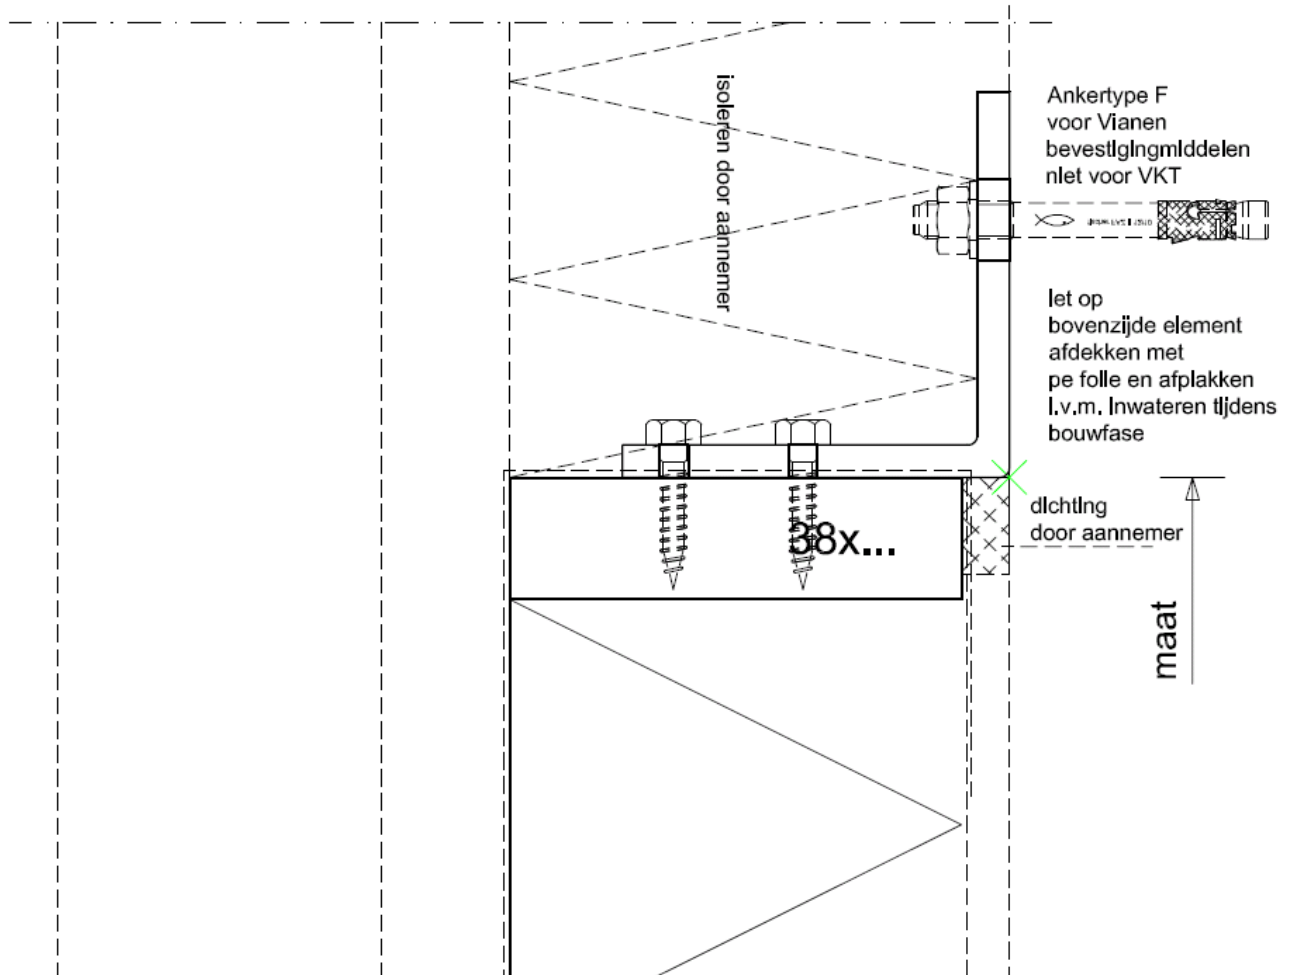 isoleren door aannemer
Ankertype F
voor Vianen
bevestigingmiddelen
niet voor VKT
let op
bovenzijde element
afdekken met
pe folie en afplakken
i.v.m. inwateren tijdens
bouwfase
38x...
dichting
door aannemer
maat